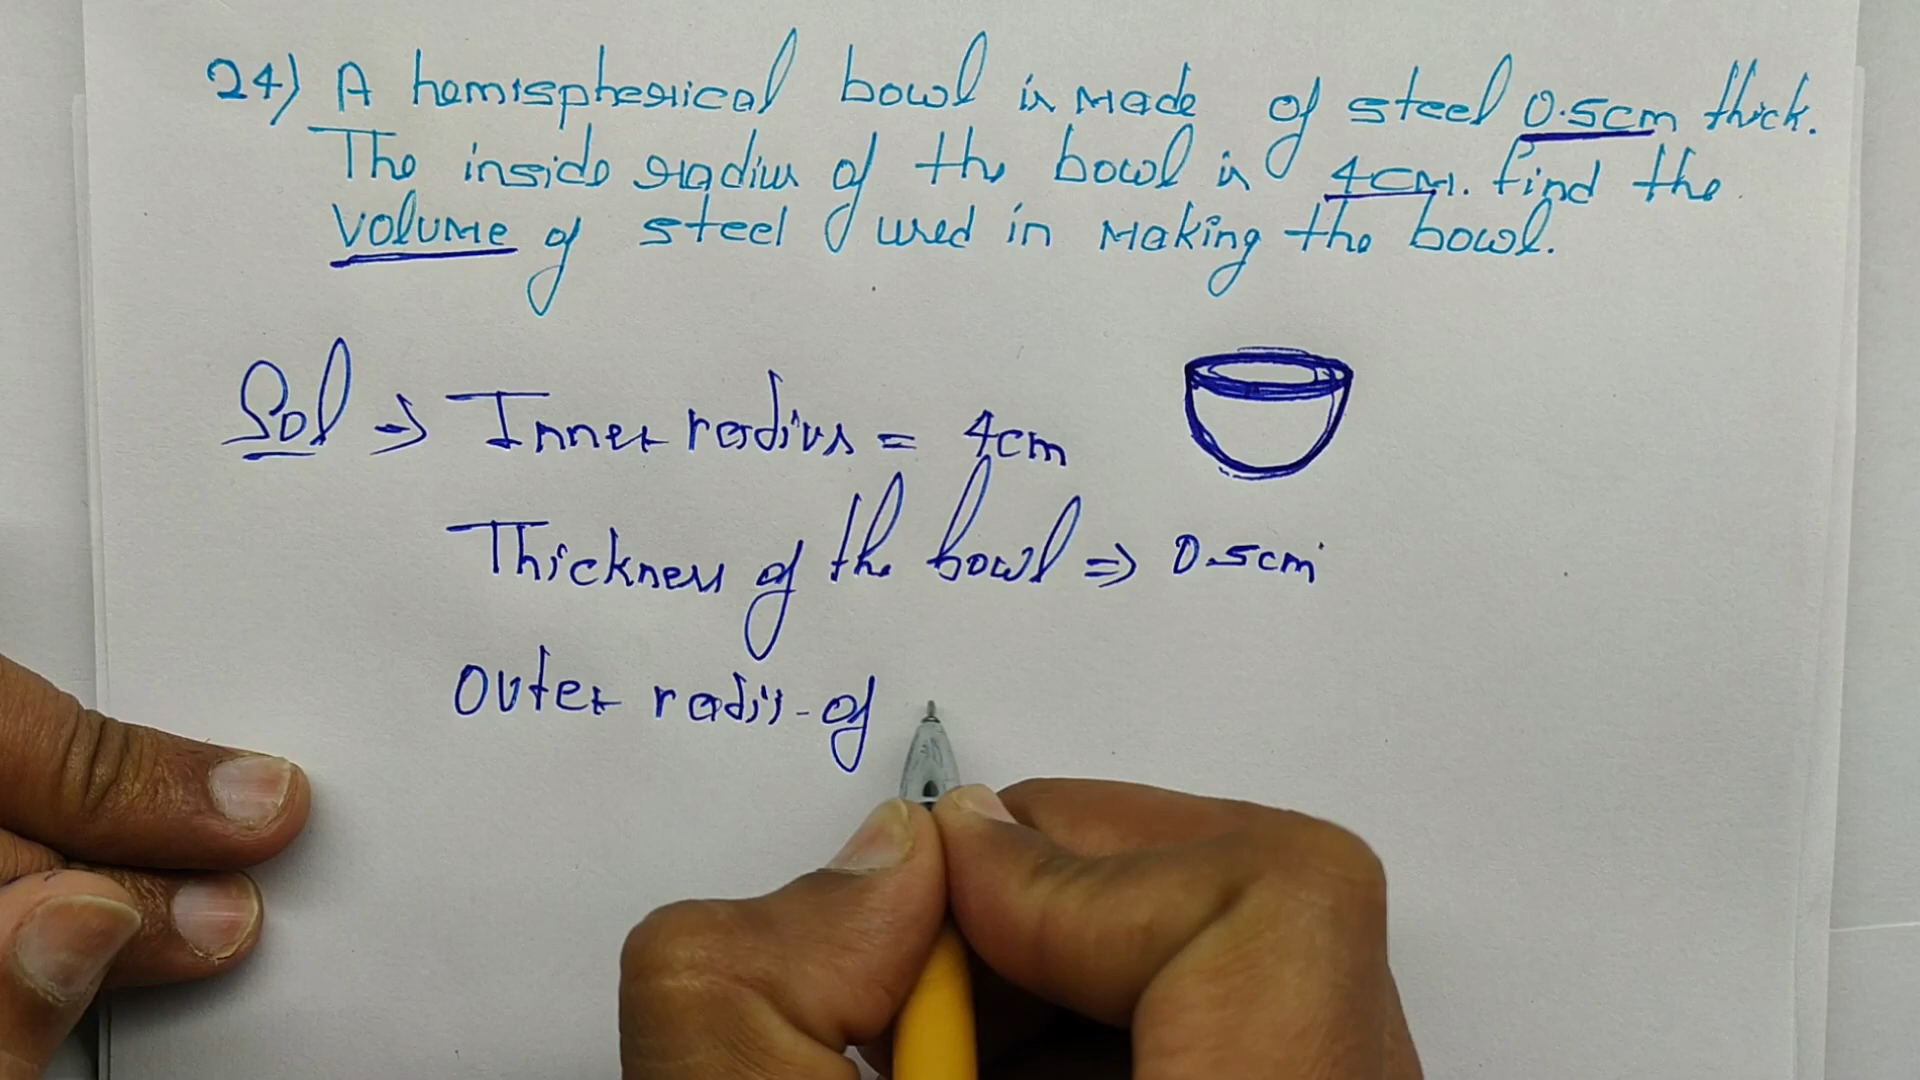 24) A hemispherical bowl is made of steel 0.5cm thick.
The inside radius of the bowl is 4cm. find the
volume of steel used in making the bowl.
Sol ⇒ Inner radius = 4cm
Thickness of the bowl ⇒ 0.5cm
Outer radii of